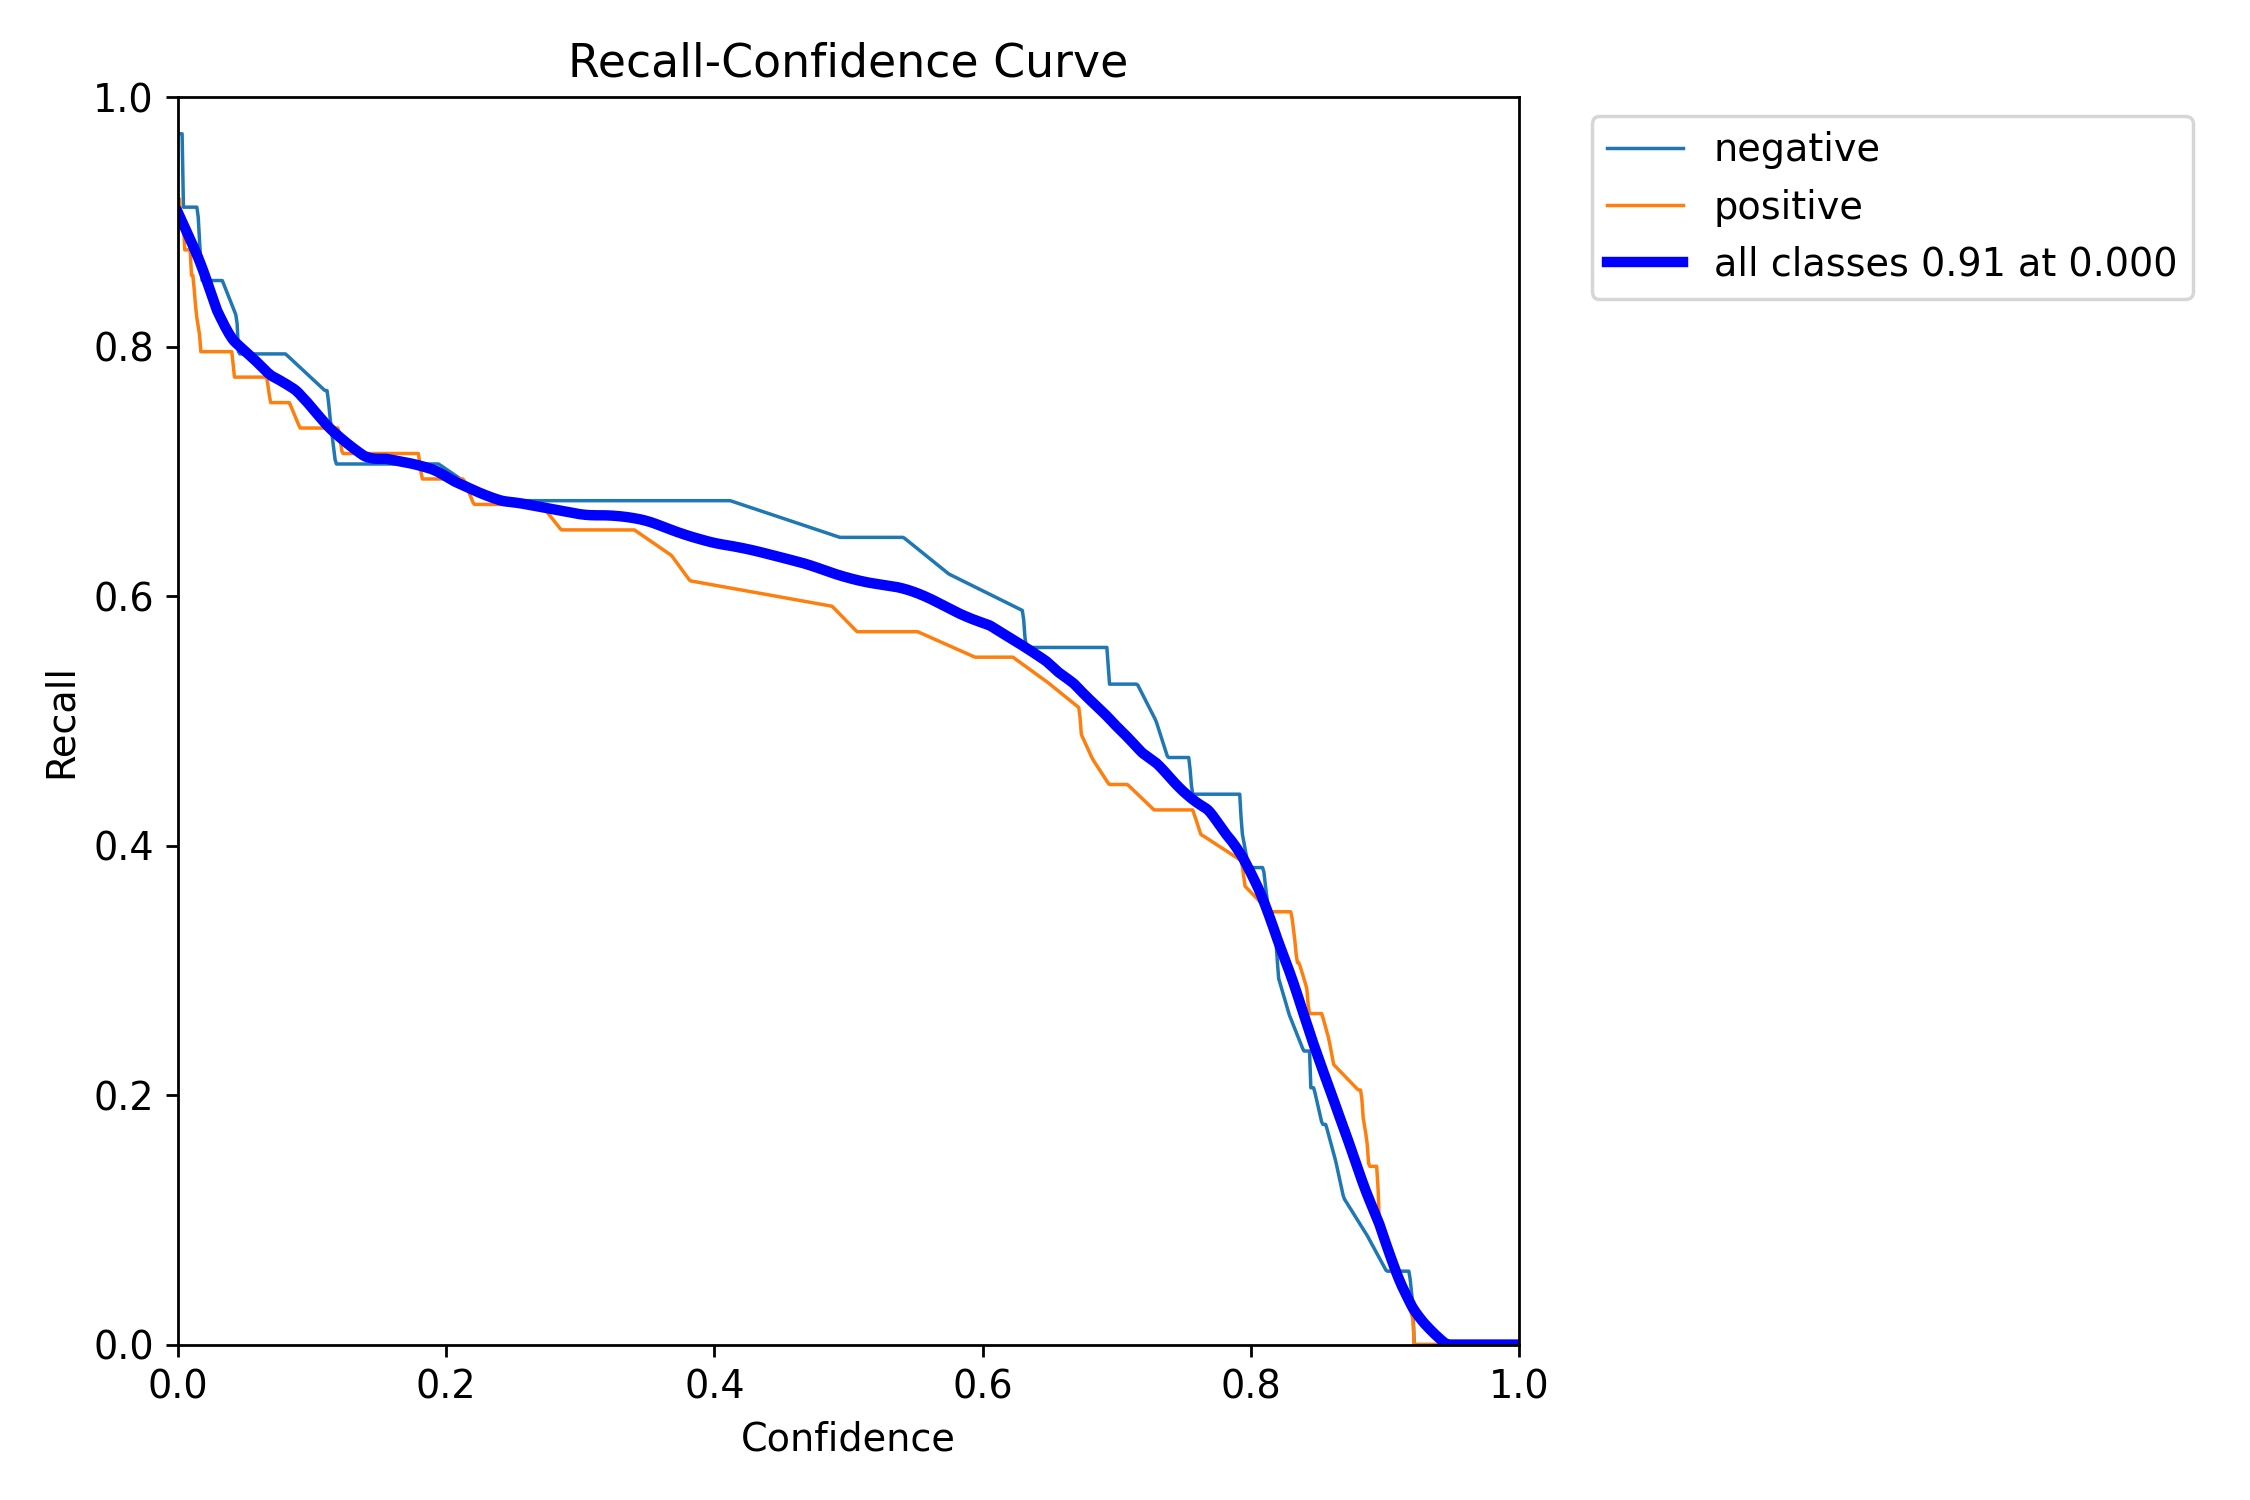 Recall-Confidence Curve
1.0
0.8
0.6
0.4
0.2
0.0
Recall
0.0 0.2 0.4 0.6 0.8 1.0
Confidence
negative
positive
all classes 0.91 at 0.000